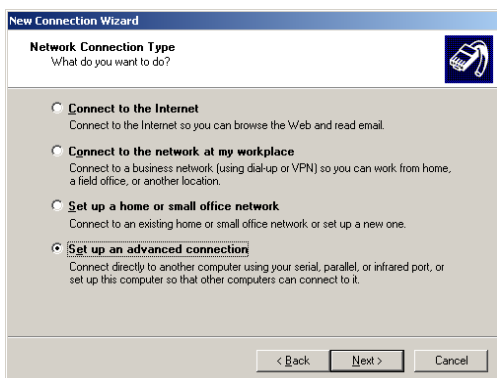 New Connection Wizard
Network Connection Type
What do you want to do?
Connect to the Internet
Connect to the Internet so you can browse the Web and read email.
Connect to the network at my workplace
Connect to a business network (using dial-up or VPN) so you can work from home,
a field office, or another location.
Set up a home or small office network
Connect to an existing home or small office network or set up a new one.
Set up an advanced connection
Connect directly to another computer using your serial, parallel, or infrared port, or
set up this computer so that other computers can connect to it.
< Back Next > Cancel